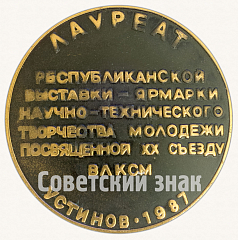 ЛАУРЕАТ
РЕСПУБЛИКАНСКОЙ
ВЫСТАВКИ-ЯРМАРКИ
НАУЧНО-ТЕХНИЧЕСКОГО
ТВОРЧЕСТВА МОЛОДЕЖИ
ПОСВЯЩЕННОЙ XX СЪЕЗДУ
ВЛКСМ
Советский знак
УСТИНОВ·1987